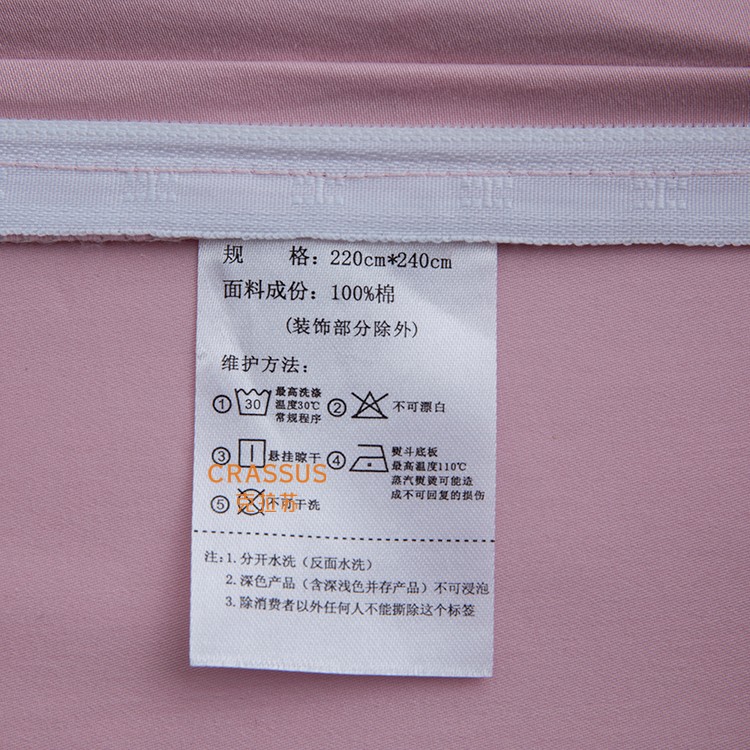 规 格：220cm*240cm
面料成份：100%棉
(装饰部分除外)
维护方法：
① 30 最高洗涤
温度30℃
常规程序
② 不可漂白
③ 悬挂晾干
④ 熨斗底板
最高温度110℃
蒸汽熨烫可能造
成不可回复的损伤
CRASSUS
克拉苏
⑤ 不可干洗
注：1.分开水洗（反面水洗）
2.深色产品（含深浅色并存产品）不可浸泡
3.除消费者以外任何人不能撕除这个标签